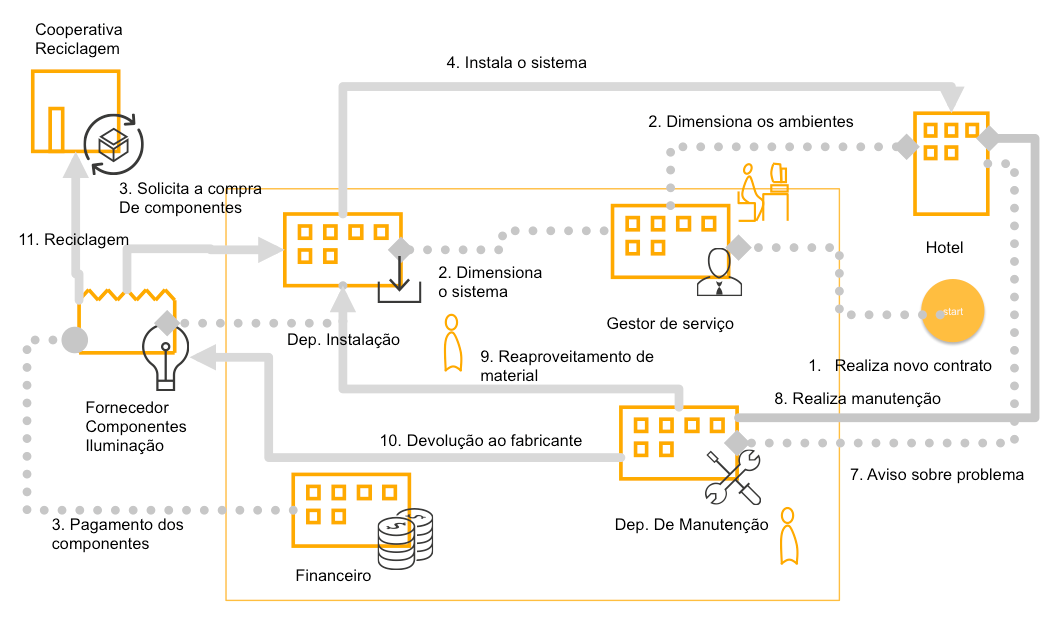 Cooperativa
Reciclagem
4. Instala o sistema
2. Dimensiona os ambientes
3. Solicita a compra
De componentes
11. Reciclagem
Hotel
2. Dimensiona
o sistema
start
Gestor de serviço
Dep. Instalação
9. Reaproveitamento de
material
1. Realiza novo contrato
8. Realiza manutenção
Fornecedor
Componentes
Iluminação
10. Devolução ao fabricante
7. Aviso sobre problema
3. Pagamento dos
componentes
Dep. De Manutenção
Financeiro